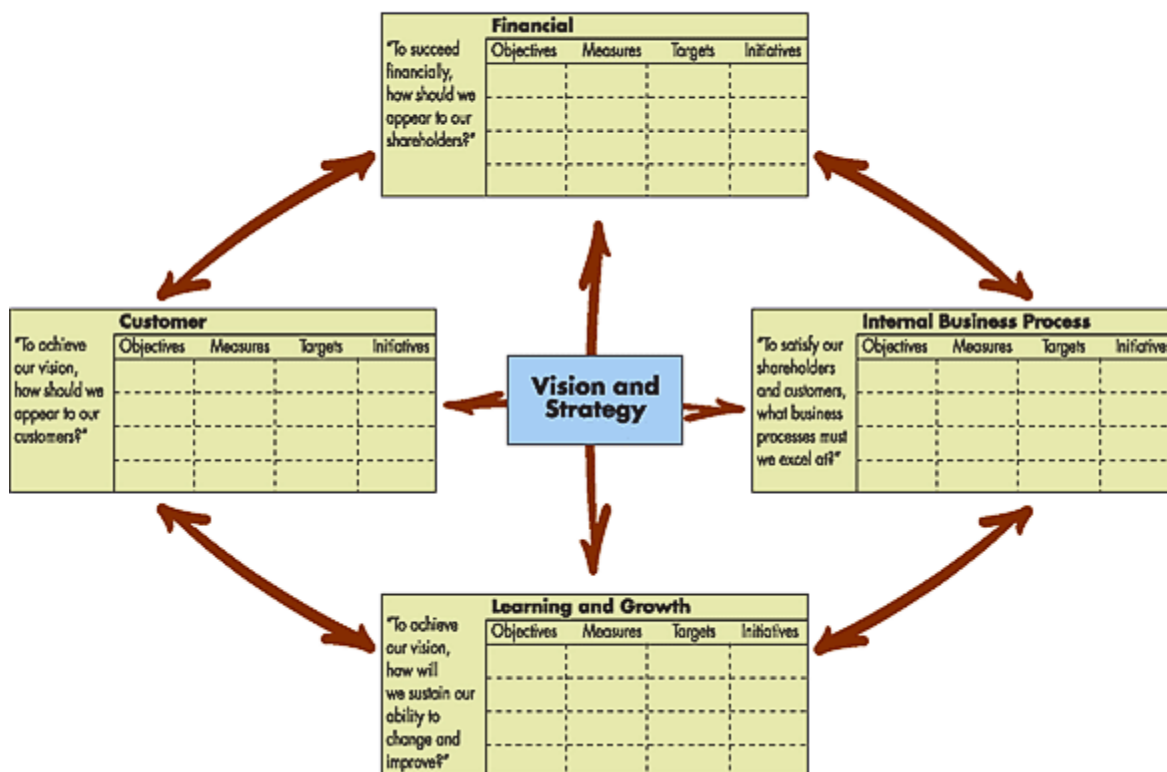 Financial
"To succeed
financially,
how should we
appear to our
shareholders?"
Objectives Measures Targets Initiatives
Customer
"To achieve
our vision,
how should we
appear to our
customers?"
Objectives Measures Targets Initiatives
Vision and
Strategy
Internal Business Process
"To satisfy our
shareholders
and customers,
what business
processes must
we excel at?"
Objectives Measures Targets Initiatives
Learning and Growth
"To achieve
our vision,
how will
we sustain our
ability to
change and
improve?"
Objectives Measures Targets Initiatives